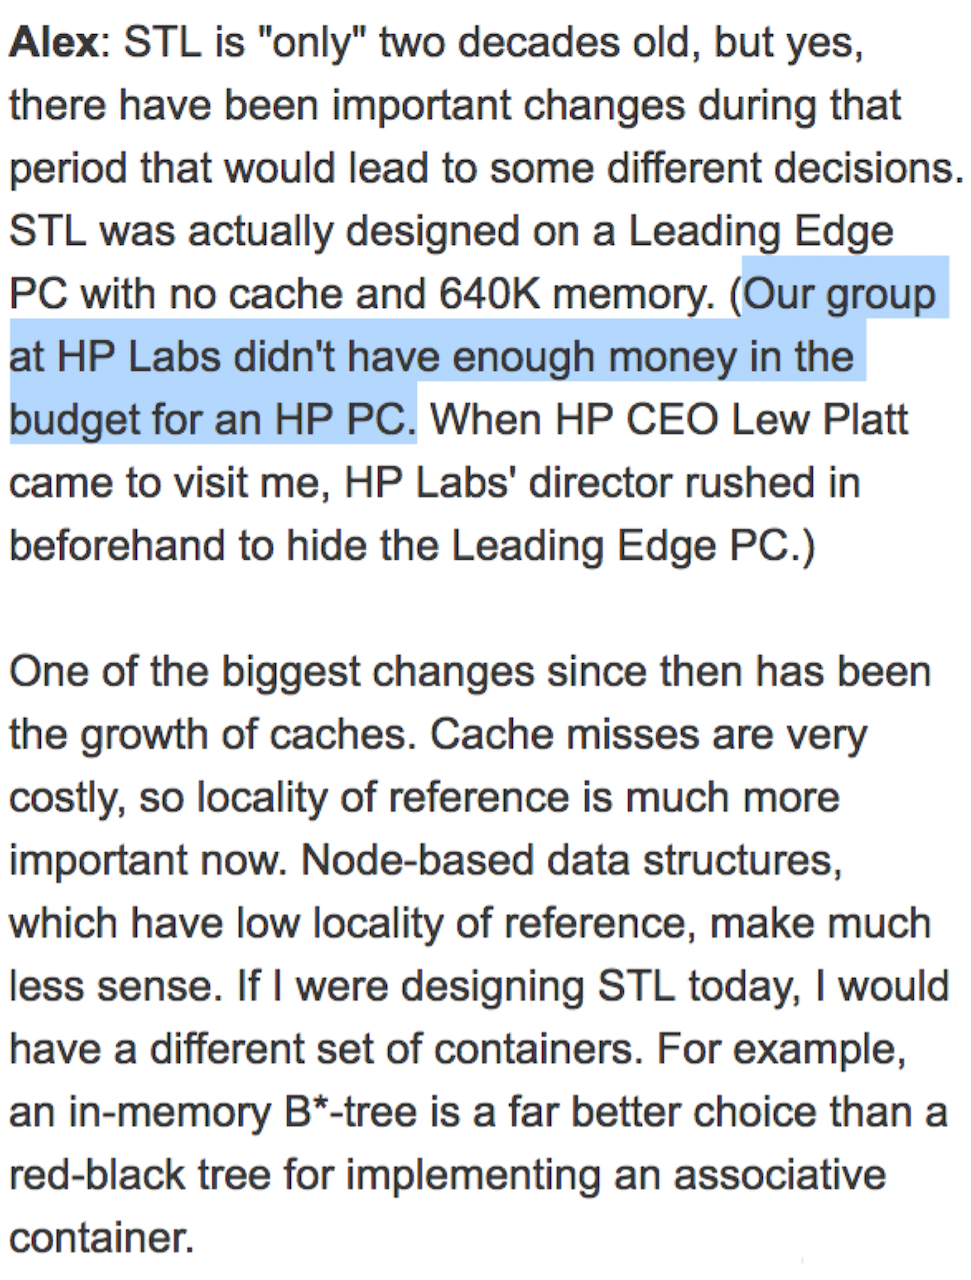 Alex: STL is "only" two decades old, but yes,
there have been important changes during that
period that would lead to some different decisions.
STL was actually designed on a Leading Edge
PC with no cache and 640K memory. (Our group
at HP Labs didn't have enough money in the
budget for an HP PC. When HP CEO Lew Platt
came to visit me, HP Labs' director rushed in
beforehand to hide the Leading Edge PC.)
One of the biggest changes since then has been
the growth of caches. Cache misses are very
costly, so locality of reference is much more
important now. Node-based data structures,
which have low locality of reference, make much
less sense. If I were designing STL today, I would
have a different set of containers. For example,
an in-memory B*-tree is a far better choice than a
red-black tree for implementing an associative
container.